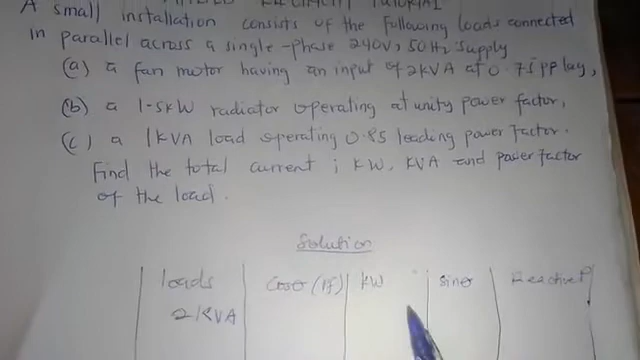 A small installation consists of the following loads connected
in parallel across a single-phase 240V, 50Hz supply
(a) a fan motor having an input of 2KVA at 0.75 pf lag,
(b) a 1.5KW radiator operating at unity power factor,
(c) a 1KVA load operating 0.85 leading power factor.
Find the total current ; KW, KVA and power factor
of the load.
Solution
loads Cosθ (Pf) KW Sinθ Reactive P
2KVA